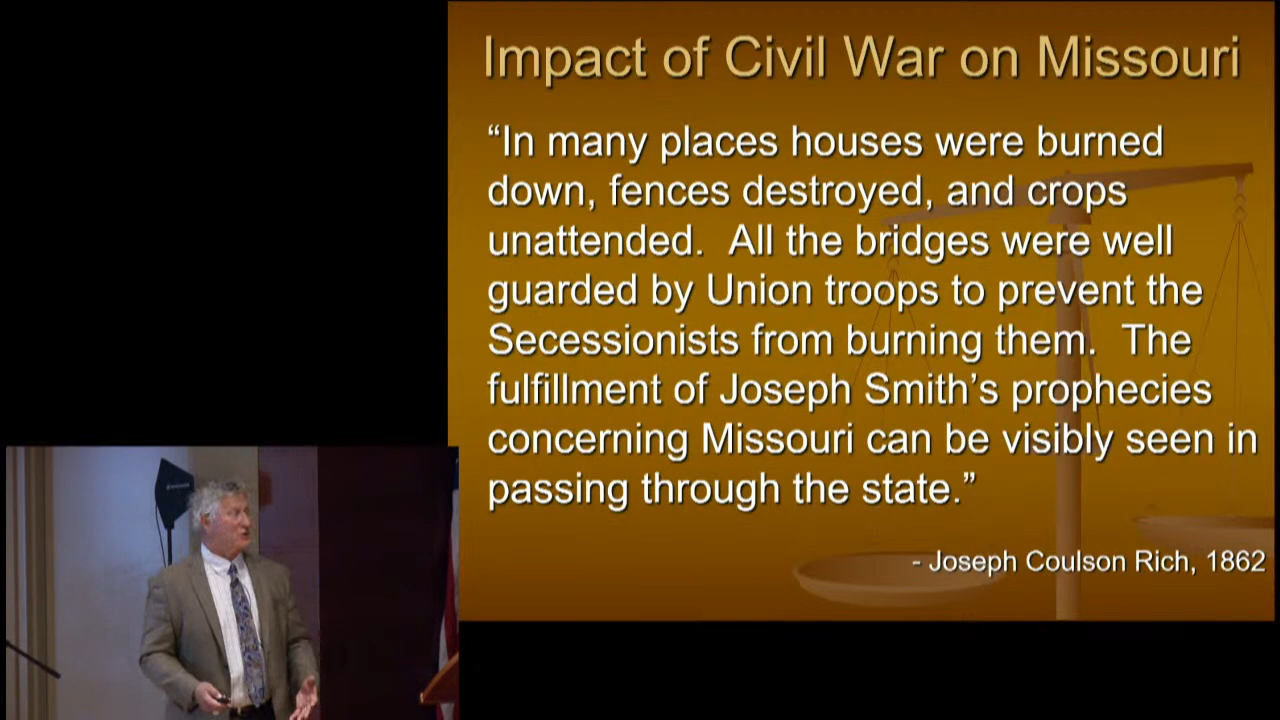 Impact of Civil War on Missouri
“In many places houses were burned
down, fences destroyed, and crops
unattended.  All the bridges were well
guarded by Union troops to prevent the
Secessionists from burning them.  The
fulfillment of Joseph Smith’s prophecies
concerning Missouri can be visibly seen in
passing through the state.”
- Joseph Coulson Rich, 1862